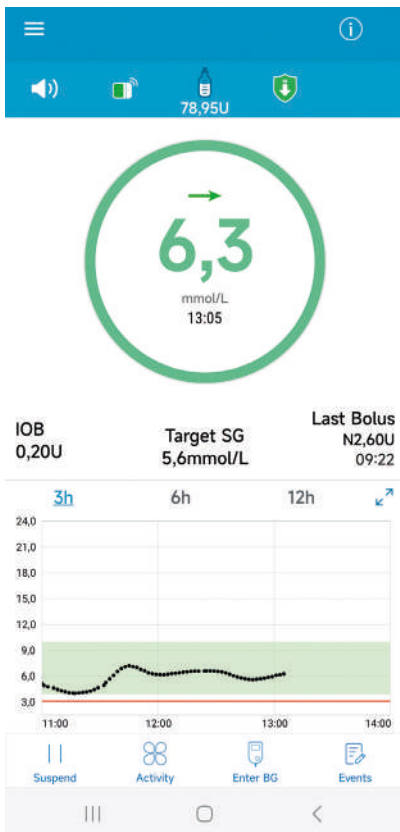 78,95U
6,3
mmol/L
13:05
IOB
0,20U
Target SG
5,6mmol/L
Last Bolus
N2,60U
09:22
3h 6h 12h
24,0
21,0
18,0
15,0
12,0
9,0
6,0
3,0
11:00 12:00 13:00 14:00
Suspend Activity Enter BG Events